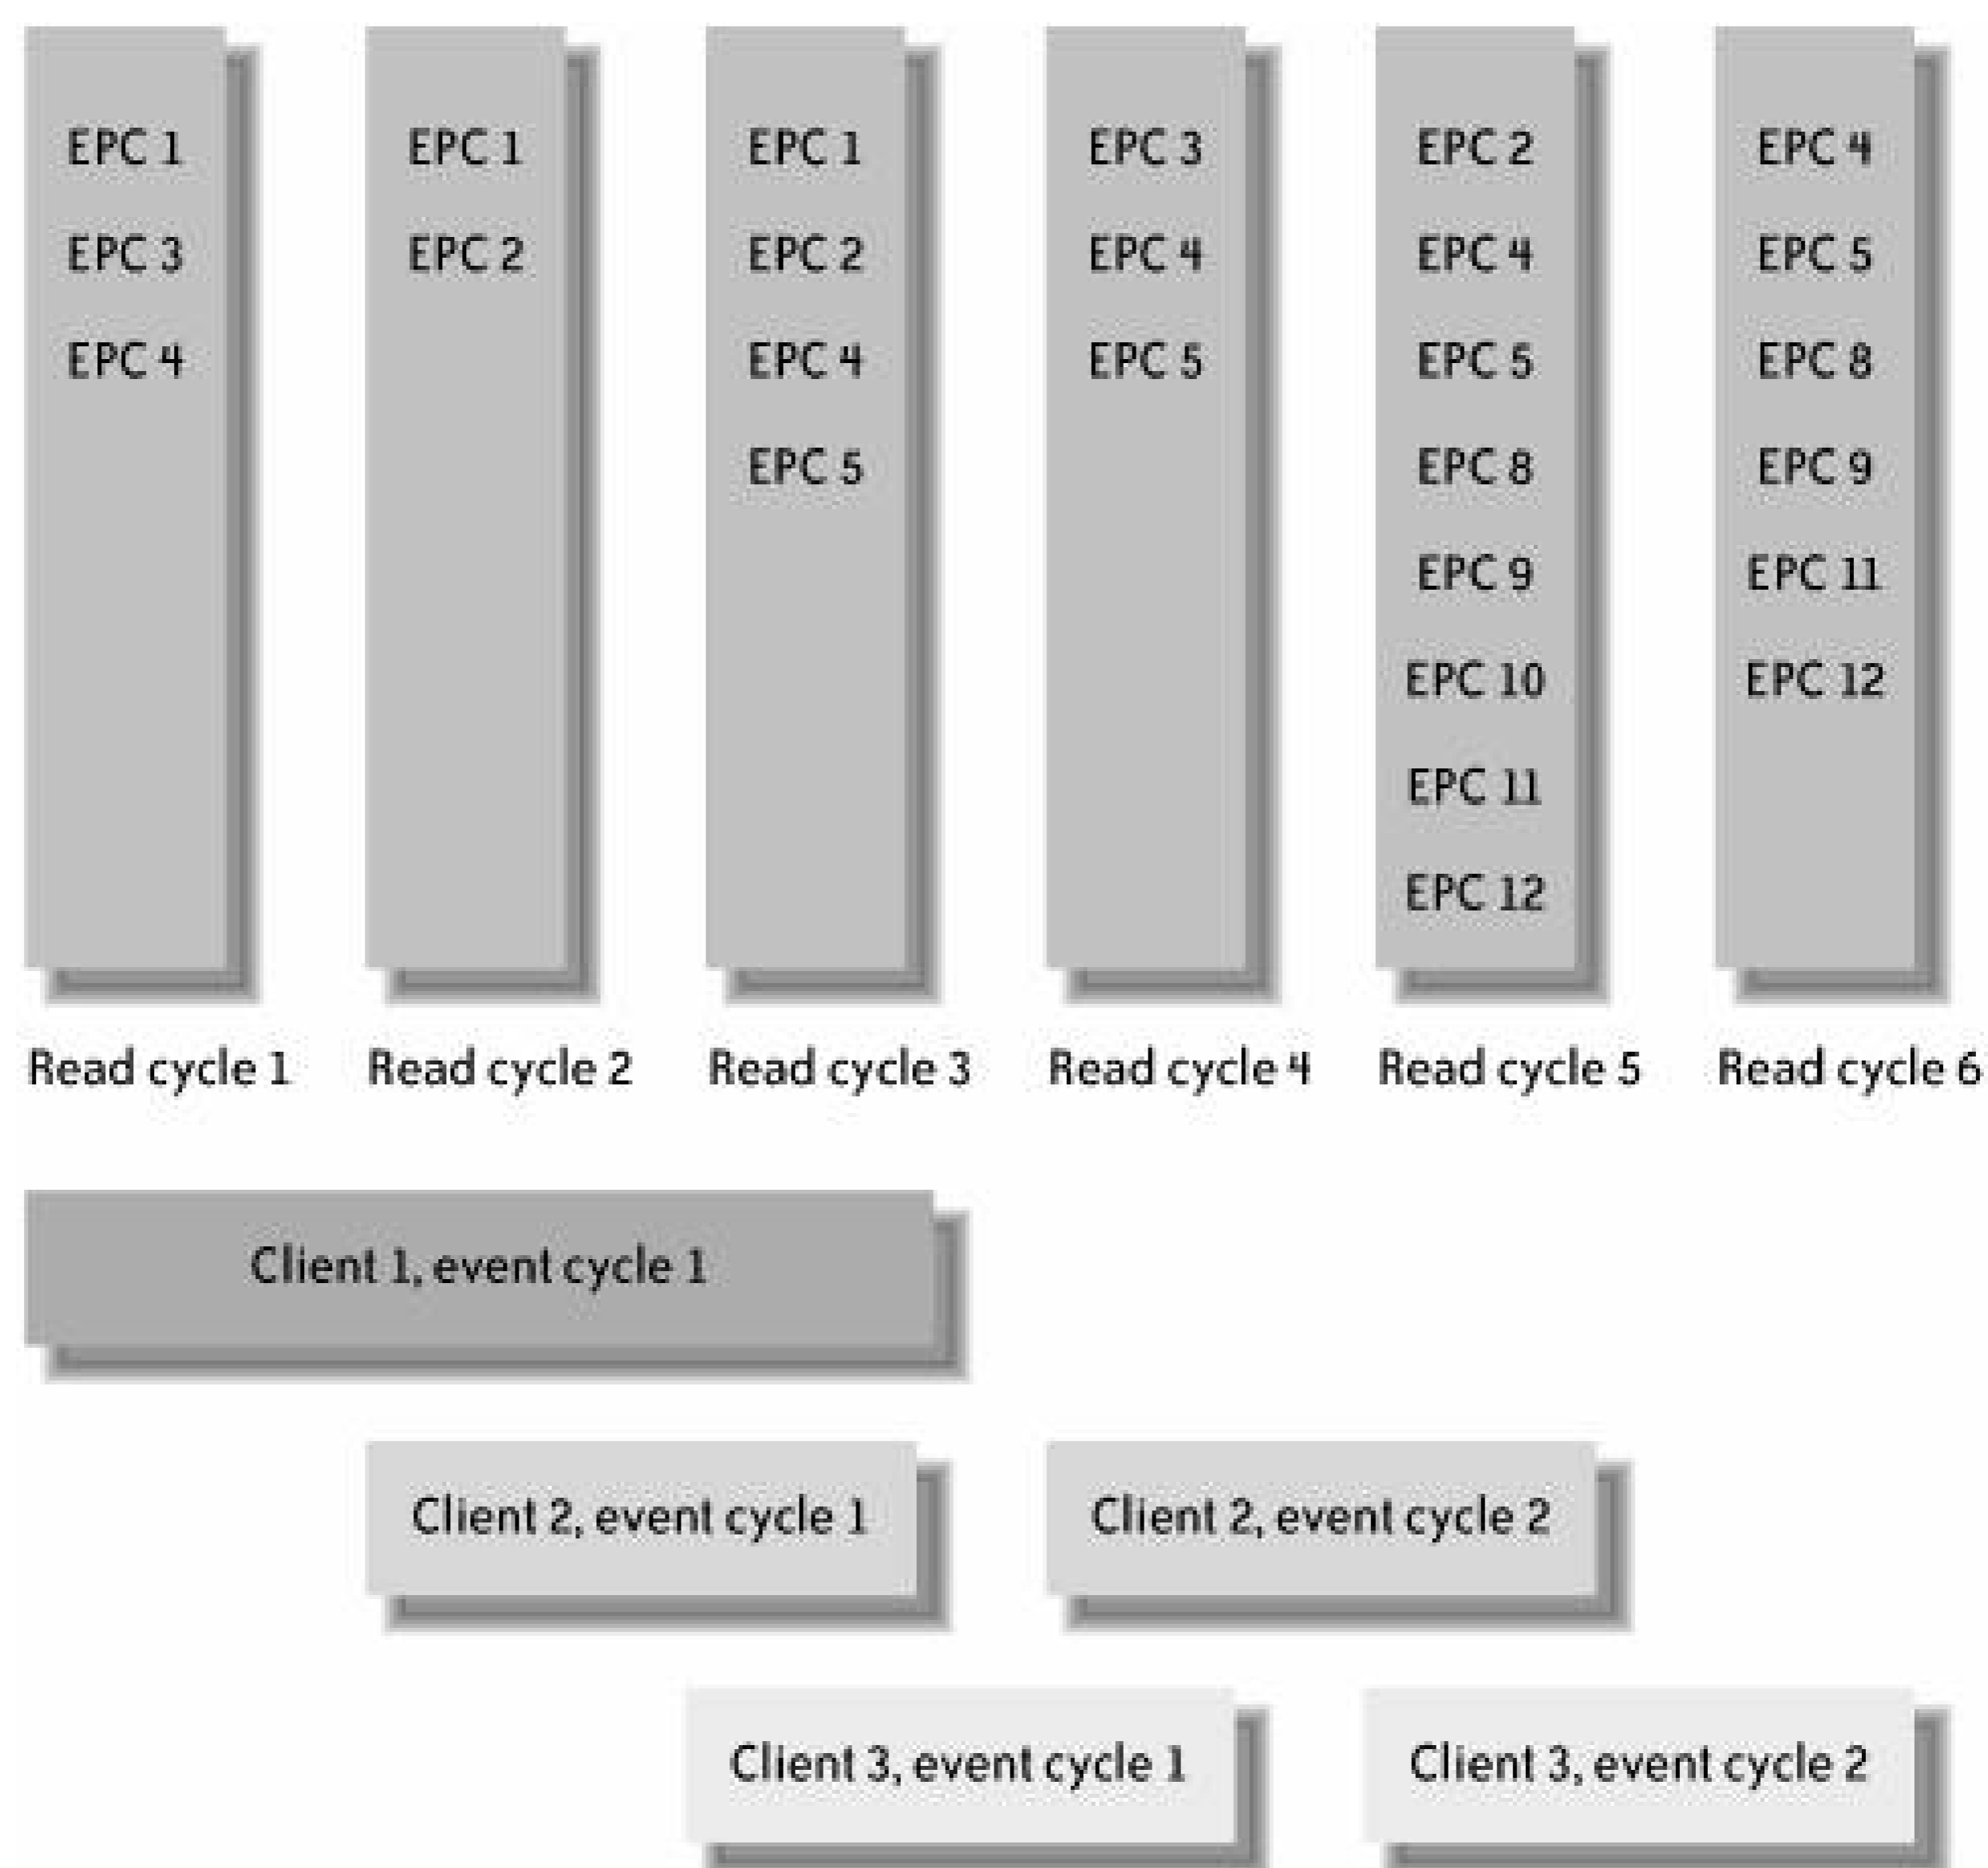 EPC 1
EPC 3
EPC 4
EPC 1
EPC 2
EPC 1
EPC 2
EPC 4
EPC 5
EPC 3
EPC 4
EPC 5
EPC 2
EPC 4
EPC 5
EPC 8
EPC 9
EPC 10
EPC 11
EPC 12
EPC 4
EPC 5
EPC 8
EPC 9
EPC 11
EPC 12
Read cycle 1
Read cycle 2
Read cycle 3
Read cycle 4
Read cycle 5
Read cycle 6
Client 1, event cycle 1
Client 2, event cycle 1
Client 2, event cycle 2
Client 3, event cycle 1
Client 3, event cycle 2